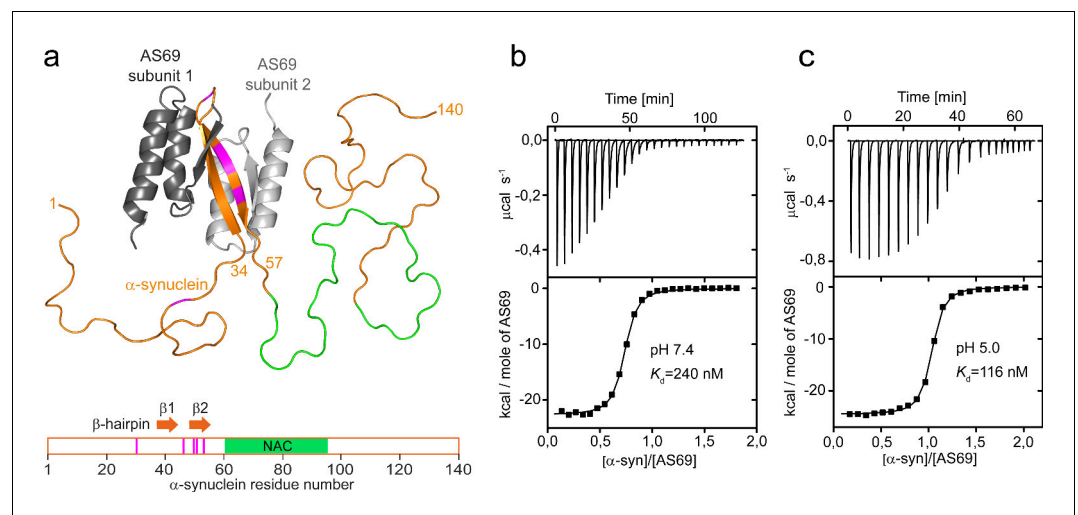 a
AS69
subunit 1
AS69
subunit 2
140
1
34
57
α-synuclein
β-hairpin
β1
β2
NAC
1
20
40
60
80
100
120
140
α-synuclein residue number
b
Time [min]
0
50
100
0,0
-0,2
-0,4
µcal s⁻¹
0
-10
-20
kcal / mole of AS69
pH 7.4
Kd=240 nM
0,0
0,5
1,0
1,5
2,0
[α-syn]/[AS69]
c
Time [min]
0
10
20
30
40
50
60
0,0
-0,4
-0,8
µcal s⁻¹
0
-10
-20
kcal / mole of AS69
pH 5.0
Kd=116 nM
0,0
0,5
1,0
1,5
2,0
[α-syn]/[AS69]